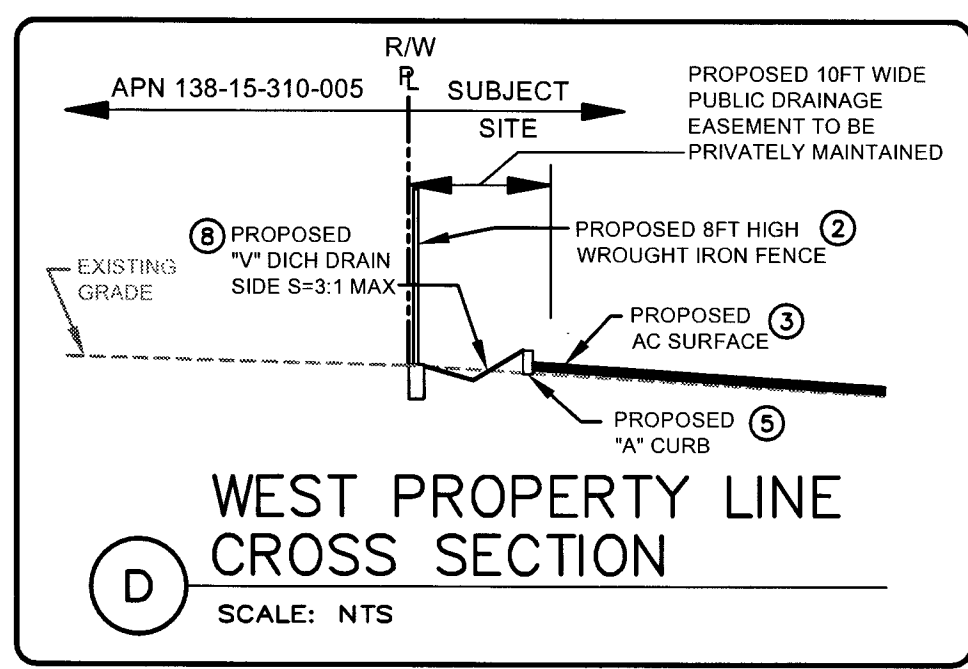 R/W
PL
APN 138-15-310-005
SUBJECT
SITE
PROPOSED 10FT WIDE
PUBLIC DRAINAGE
EASEMENT TO BE
PRIVATELY MAINTAINED
8 PROPOSED
"V" DICH DRAIN
SIDE S=3:1 MAX
PROPOSED 8FT HIGH 2
WROUGHT IRON FENCE
EXISTING
GRADE
PROPOSED 3
AC SURFACE
PROPOSED 5
"A" CURB
WEST PROPERTY LINE
CROSS SECTION
D
SCALE: NTS